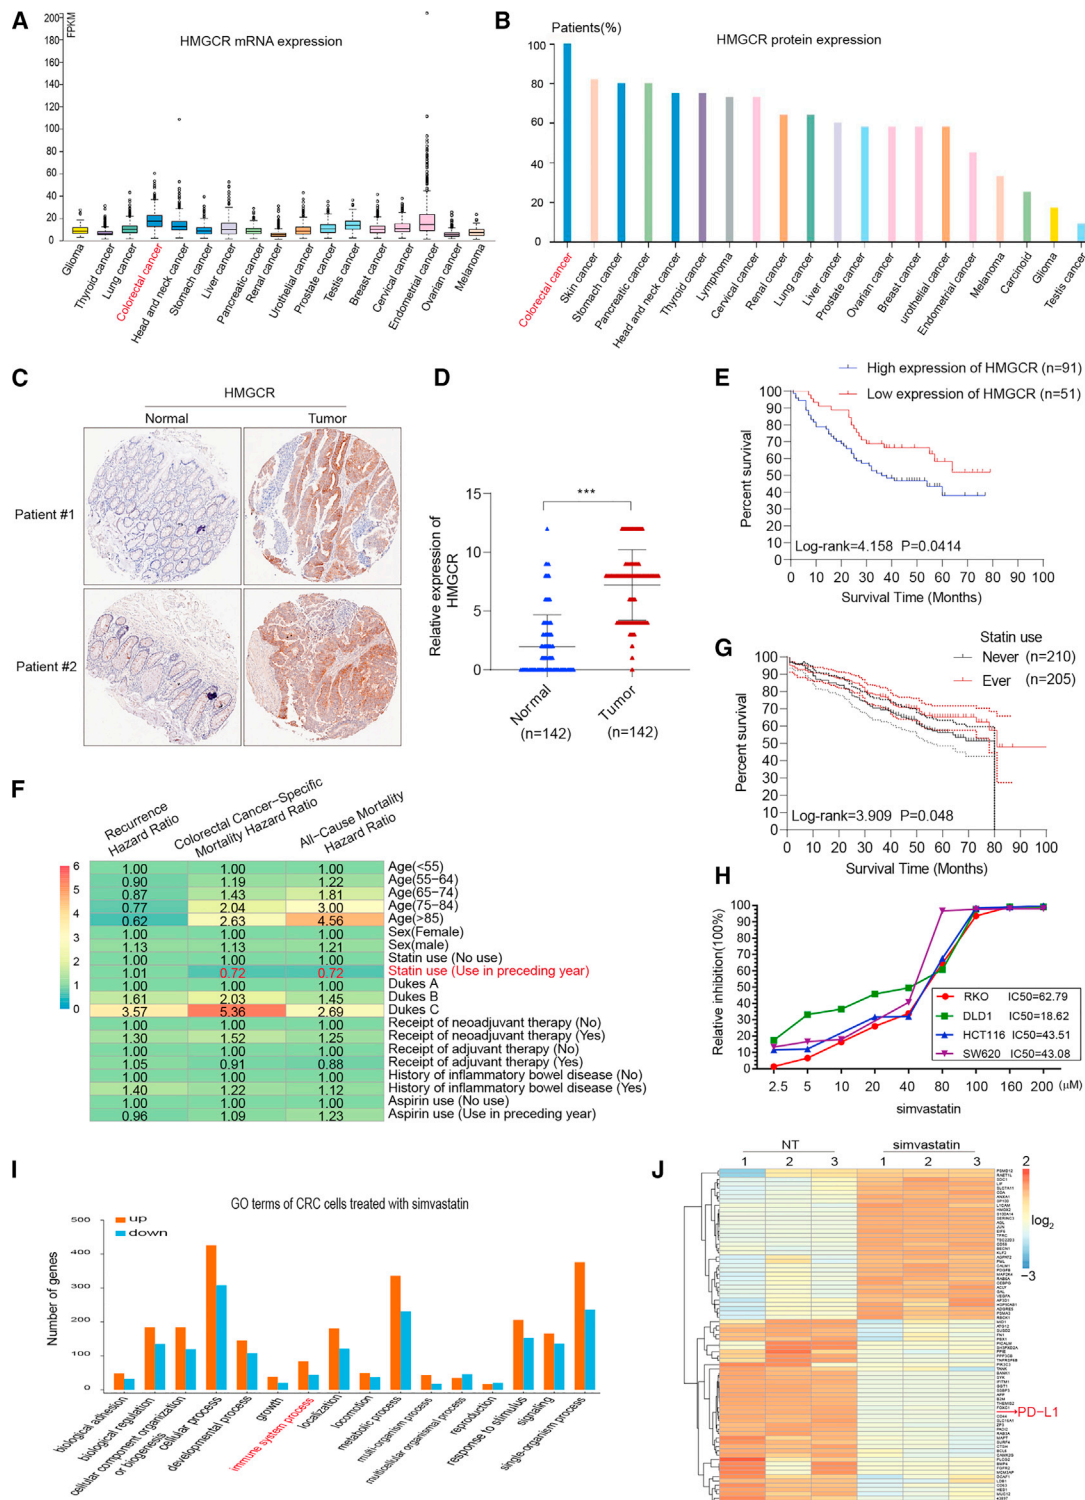 A
FPKM
HMGCR mRNA expression
200
180
160
140
120
100
80
60
40
20
0
Glioma
Thyroid cancer
Lung cancer
Colorectal cancer
Head and neck cancer
Stomach cancer
Liver cancer
Pancreatic cancer
Renal cancer
Urothelial cancer
Prostate cancer
Testis cancer
Breast cancer
Cervical cancer
Endometrial cancer
Ovarian cancer
Melanoma
B
Patients(%)
HMGCR protein expression
100
80
60
40
20
0
Colorectal cancer
Skin cancer
Stomach cancer
Pancreatic cancer
Head and neck cancer
Thyroid cancer
Lymphoma
Cervical cancer
Renal cancer
Lung cancer
Liver cancer
Prostate cancer
Ovarian cancer
Breast cancer
urothelial cancer
Endometrial cancer
Melanoma
Carcinoid
Glioma
Testis cancer
C
HMGCR
Normal Tumor
Patient #1
Patient #2
D
Relative expression of
HMGCR
15
10
5
0
***
Normal Tumor
(n=142) (n=142)
E
High expression of HMGCR (n=91)
Low expression of HMGCR (n=51)
Percent survival
100
90
80
70
60
50
40
30
20
10
0
Log-rank=4.158 P=0.0414
0 10 20 30 40 50 60 70 80 90 100
Survival Time (Months)
F
Recurrence
Hazard Ratio
Colorectal Cancer-Specific
Mortality Hazard Ratio
All-Cause Mortality
Hazard Ratio
6
5
4
3
2
1
0
1.00 1.00 1.00 Age(<55)
0.90 1.19 1.22 Age(55-64)
0.87 1.43 1.81 Age(65-74)
0.77 2.04 3.00 Age(75-84)
0.62 2.63 4.56 Age(>85)
1.00 1.00 1.00 Sex(Female)
1.13 1.13 1.21 Sex(male)
1.00 1.00 1.00 Statin use (No use)
1.01 0.72 0.72 Statin use (Use in preceding year)
1.00 1.00 1.00 Dukes A
1.61 2.03 1.45 Dukes B
3.57 5.36 2.69 Dukes C
1.00 1.00 1.00 Receipt of neoadjuvant therapy (No)
1.30 1.52 1.25 Receipt of neoadjuvant therapy (Yes)
1.00 1.00 1.00 Receipt of adjuvant therapy (No)
1.05 0.91 0.88 Receipt of adjuvant therapy (Yes)
1.00 1.00 1.00 History of inflammatory bowel disease (No)
1.40 1.22 1.12 History of inflammatory bowel disease (Yes)
1.00 1.00 1.00 Aspirin use (No use)
0.96 1.09 1.23 Aspirin use (Use in preceding year)
G
Statin use
Never (n=210)
Ever (n=205)
Percent survival
100
90
80
70
60
50
40
30
20
10
0
Log-rank=3.909 P=0.048
0 10 20 30 40 50 60 70 80 90 100
Survival Time (Months)
H
Relative inhibition(100%)
100
90
80
70
60
50
40
30
20
10
0
RKO IC50=62.79
DLD1 IC50=18.62
HCT116 IC50=43.51
SW620 IC50=43.08
2.5 5 10 20 40 80 100 160 200 (μM)
simvastatin
I
GO terms of CRC cells treated with simvastatin
up
down
Number of genes
500
400
300
200
100
0
biological adhesion
biological regulation
cellular component organization
or biogenesis
cellular process
developmental process
growth
immune system process
localization
locomotion
metabolic process
multi-organism process
multicellular organismal process
reproduction
response to stimulus
signaling
single-organism process
J
NT simvastatin
1 2 3 1 2 3
2
log2
-3
PD-L1